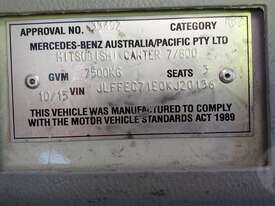 APPROVAL NO. CATEGORY
MERCEDES-BENZ AUSTRALIA/PACIFIC PTY LTD
MITSUBISHI CANTER 7/800
GVM 7500KG SEATS 3
10/15 VIN
THIS VEHICLE WAS MANUFACTURED TO COMPLY
WITH THE MOTOR VEHICLE STANDARDS ACT 1989